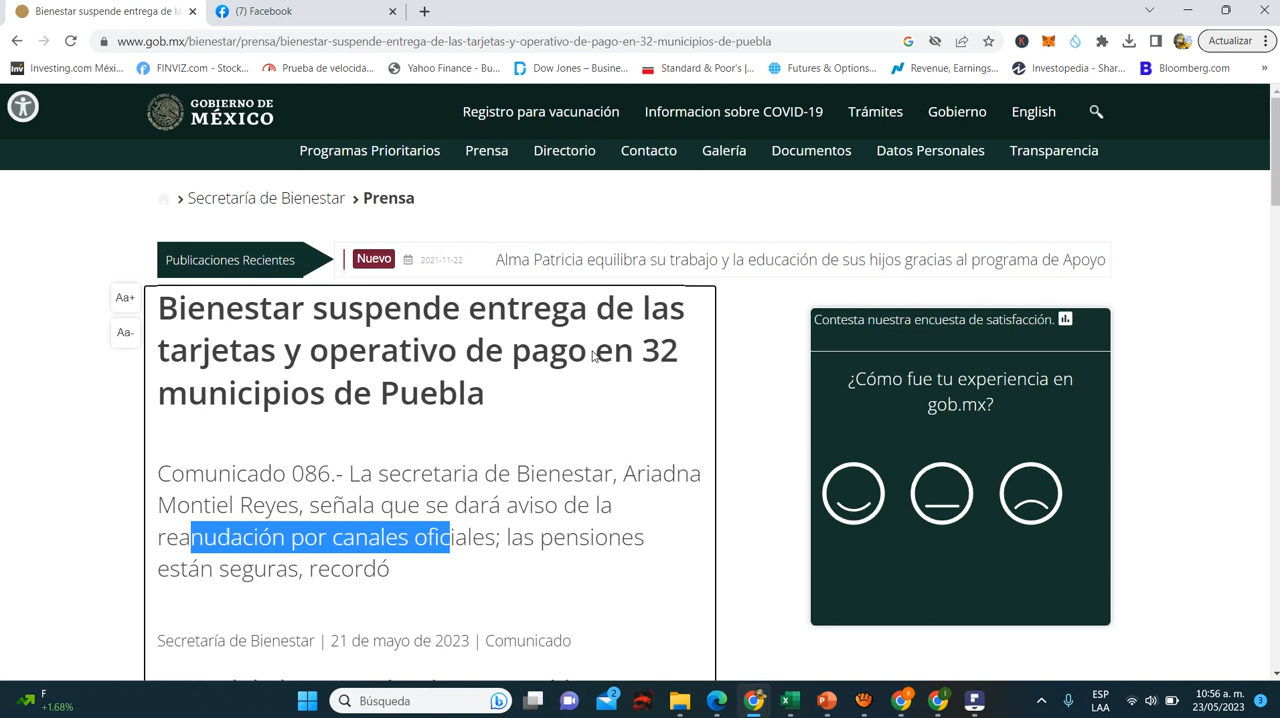 Bienestar suspende entrega de la
(7) Facebook
www.gob.mx/bienestar/prensa/bienestar-suspende-entrega-de-las-tarjetas-y-operativo-de-pago-en-32-municipios-de-puebla
Actualizar
Investing.com Méxi...
FINVIZ.com - Stock...
Prueba de velocida...
Yahoo Finance - Bu...
Dow Jones – Busine...
Standard & Poor's |...
Futures & Options...
Revenue, Earnings...
Investopedia - Shar...
Bloomberg.com
»
GOBIERNO DE
MÉXICO
Registro para vacunación Informacion sobre COVID-19 Trámites Gobierno English
Programas Prioritarios Prensa Directorio Contacto Galería Documentos Datos Personales Transparencia
> Secretaría de Bienestar > Prensa
Publicaciones Recientes
Nuevo
2021-11-22
Alma Patricia equilibra su trabajo y la educación de sus hijos gracias al programa de Apoyo
Aa+
Aa-
Bienestar suspende entrega de las
tarjetas y operativo de pago en 32
municipios de Puebla
Comunicado 086.- La secretaria de Bienestar, Ariadna
Montiel Reyes, señala que se dará aviso de la
reanudación por canales oficiales; las pensiones
están seguras, recordó
Secretaría de Bienestar | 21 de mayo de 2023 | Comunicado
Contesta nuestra encuesta de satisfacción.
¿Cómo fue tu experiencia en
gob.mx?
F
+1.68%
Búsqueda
2
ESP
LAA
10:56 a. m.
23/05/2023
3